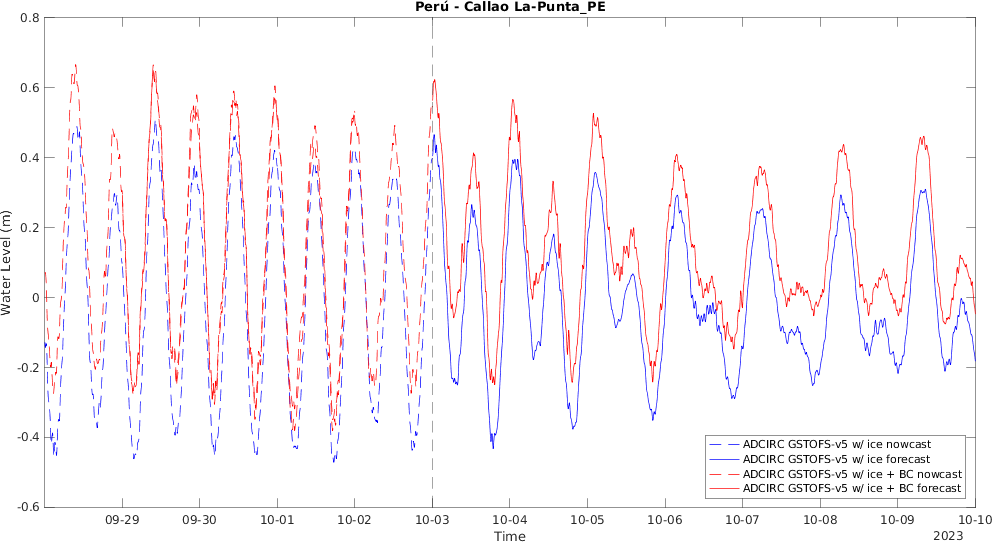 Perú - Callao La-Punta_PE
Water Level (m)
0.8
0.6
0.4
0.2
0
-0.2
-0.4
-0.6
ADCIRC GSTOFS-v5 w/ ice nowcast
ADCIRC GSTOFS-v5 w/ ice forecast
ADCIRC GSTOFS-v5 w/ ice + BC nowcast
ADCIRC GSTOFS-v5 w/ ice + BC forecast
09-29 09-30 10-01 10-02 10-03 10-04 10-05 10-06 10-07 10-08 10-09 10-10
Time
2023